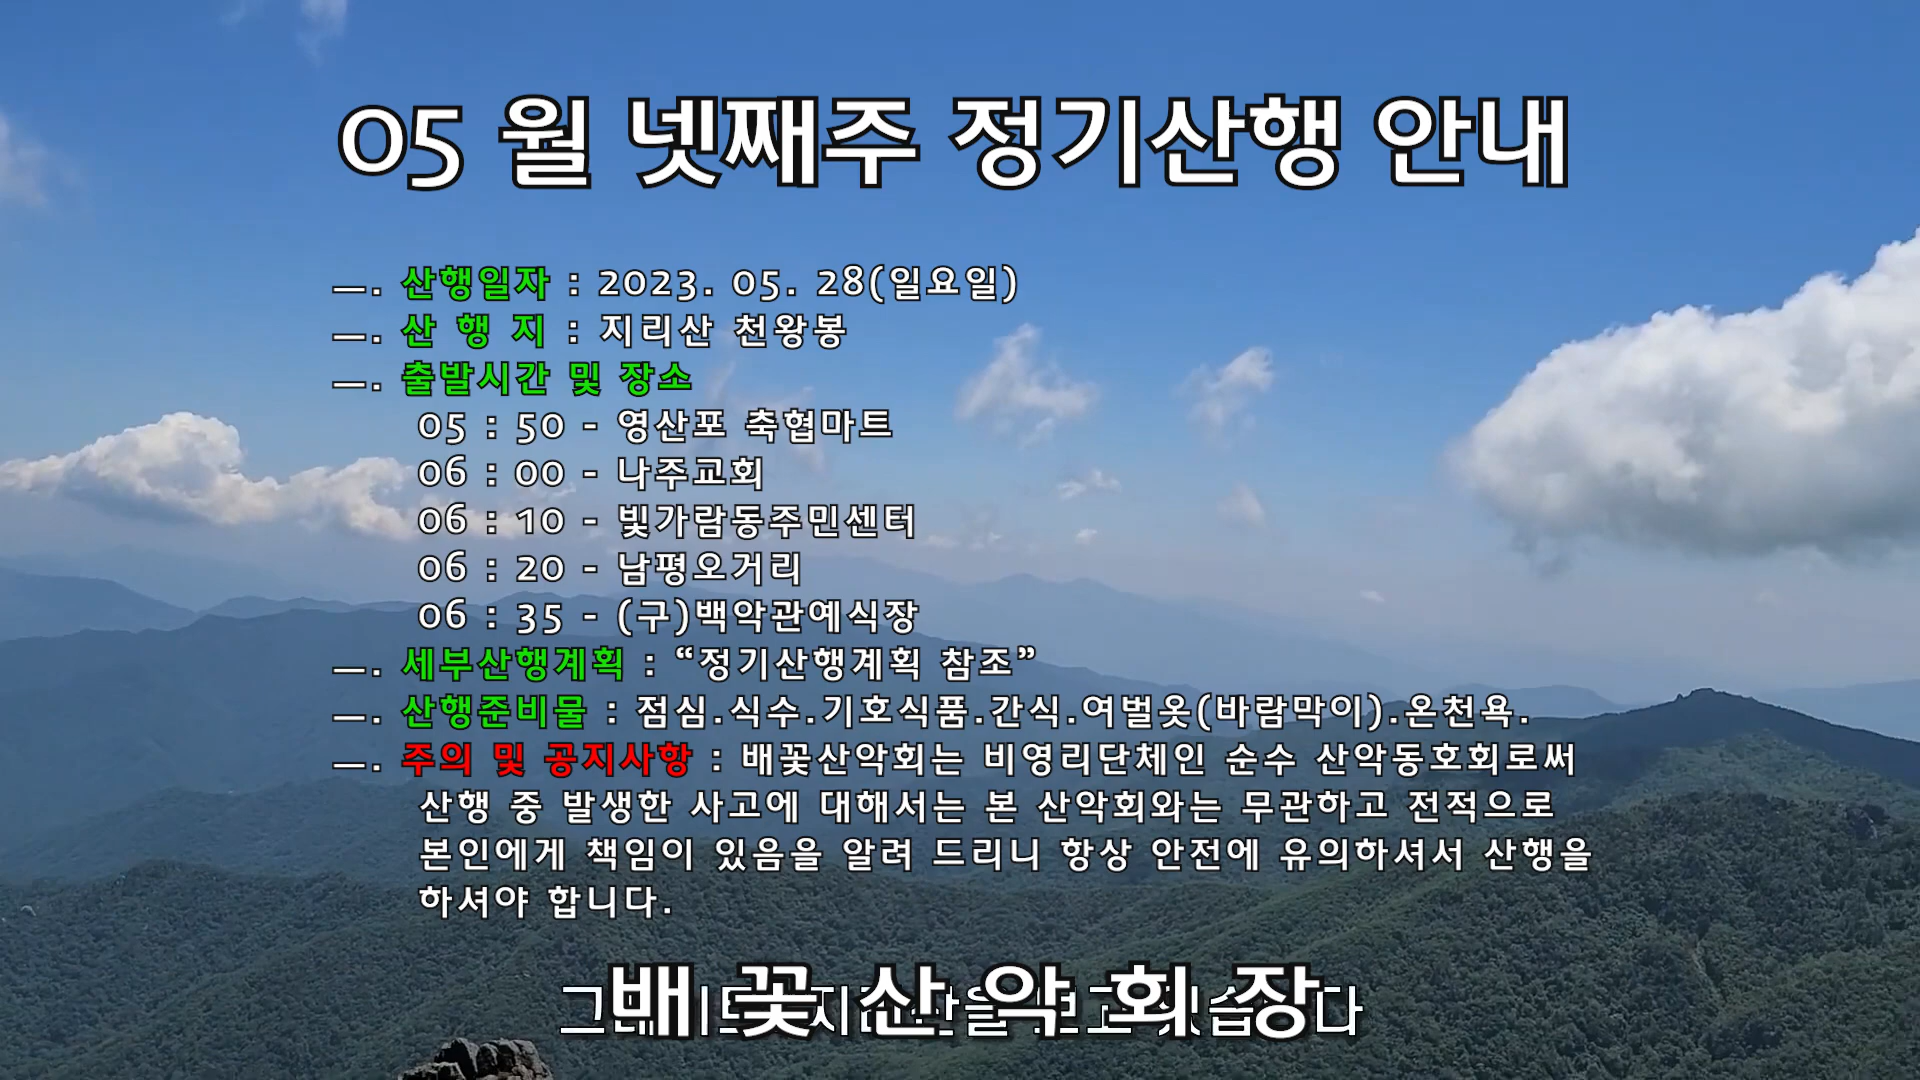 05 월 넷째주 정기산행 안내
一. 산행일자 : 2023. 05. 28(일요일)
一. 산 행 지 : 지리산 천왕봉
一. 출발시간 및 장소
05 : 50 - 영산포 축협마트
06 : 00 - 나주교회
06 : 10 - 빛가람동주민센터
06 : 20 - 남평오거리
06 : 35 - (구)백악관예식장
一. 세부산행계획 : “정기산행계획 참조”
一. 산행준비물 : 점심.식수.기호식품.간식.여벌옷(바람막이).온천욕.
一. 주의 및 공지사항 : 배꽃산악회는 비영리단체인 순수 산악동호회로써
산행 중 발생한 사고에 대해서는 본 산악회와는 무관하고 전적으로
본인에게 책임이 있음을 알려 드리니 항상 안전에 유의하셔서 산행을
하셔야 합니다.
배 꽃 산 악 회 장